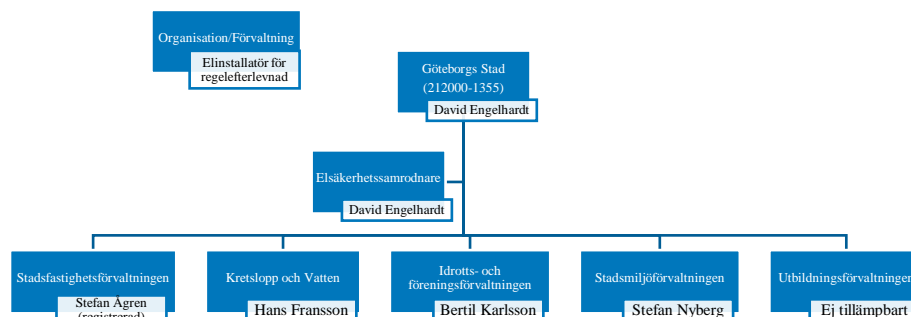 Organisation/Förvaltning
Elinstallatör för
regelefterlevnad
Göteborgs Stad
(212000-1355)
David Engelhardt
Elsäkerhetssamrodnare
David Engelhardt
Stadsfastighetsförvaltningen
Stefan Ågren
(registrerad)
Kretslopp och Vatten
Hans Fransson
Idrotts- och
föreningsförvaltningen
Bertil Karlsson
Stadsmiljöförvaltningen
Stefan Nyberg
Utbildningsförvaltningen
Ej tillämpbart